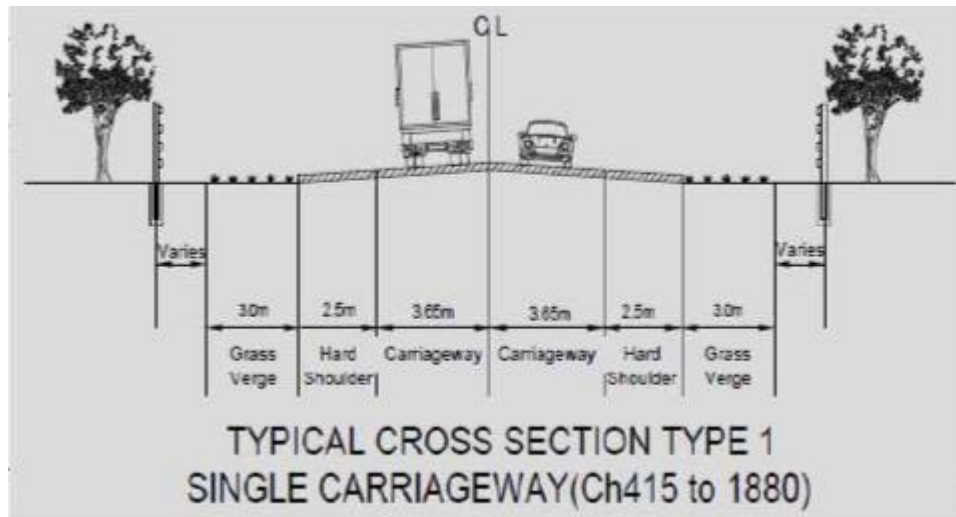 CL
Varies
Varies
3.0m 2.5m 3.65m 3.65m 2.5m 3.0m
Grass Hard Carriageway Carriageway Hard Grass
Verge Shoulder Shoulder Verge
TYPICAL CROSS SECTION TYPE 1
SINGLE CARRIAGEWAY(Ch415 to 1880)